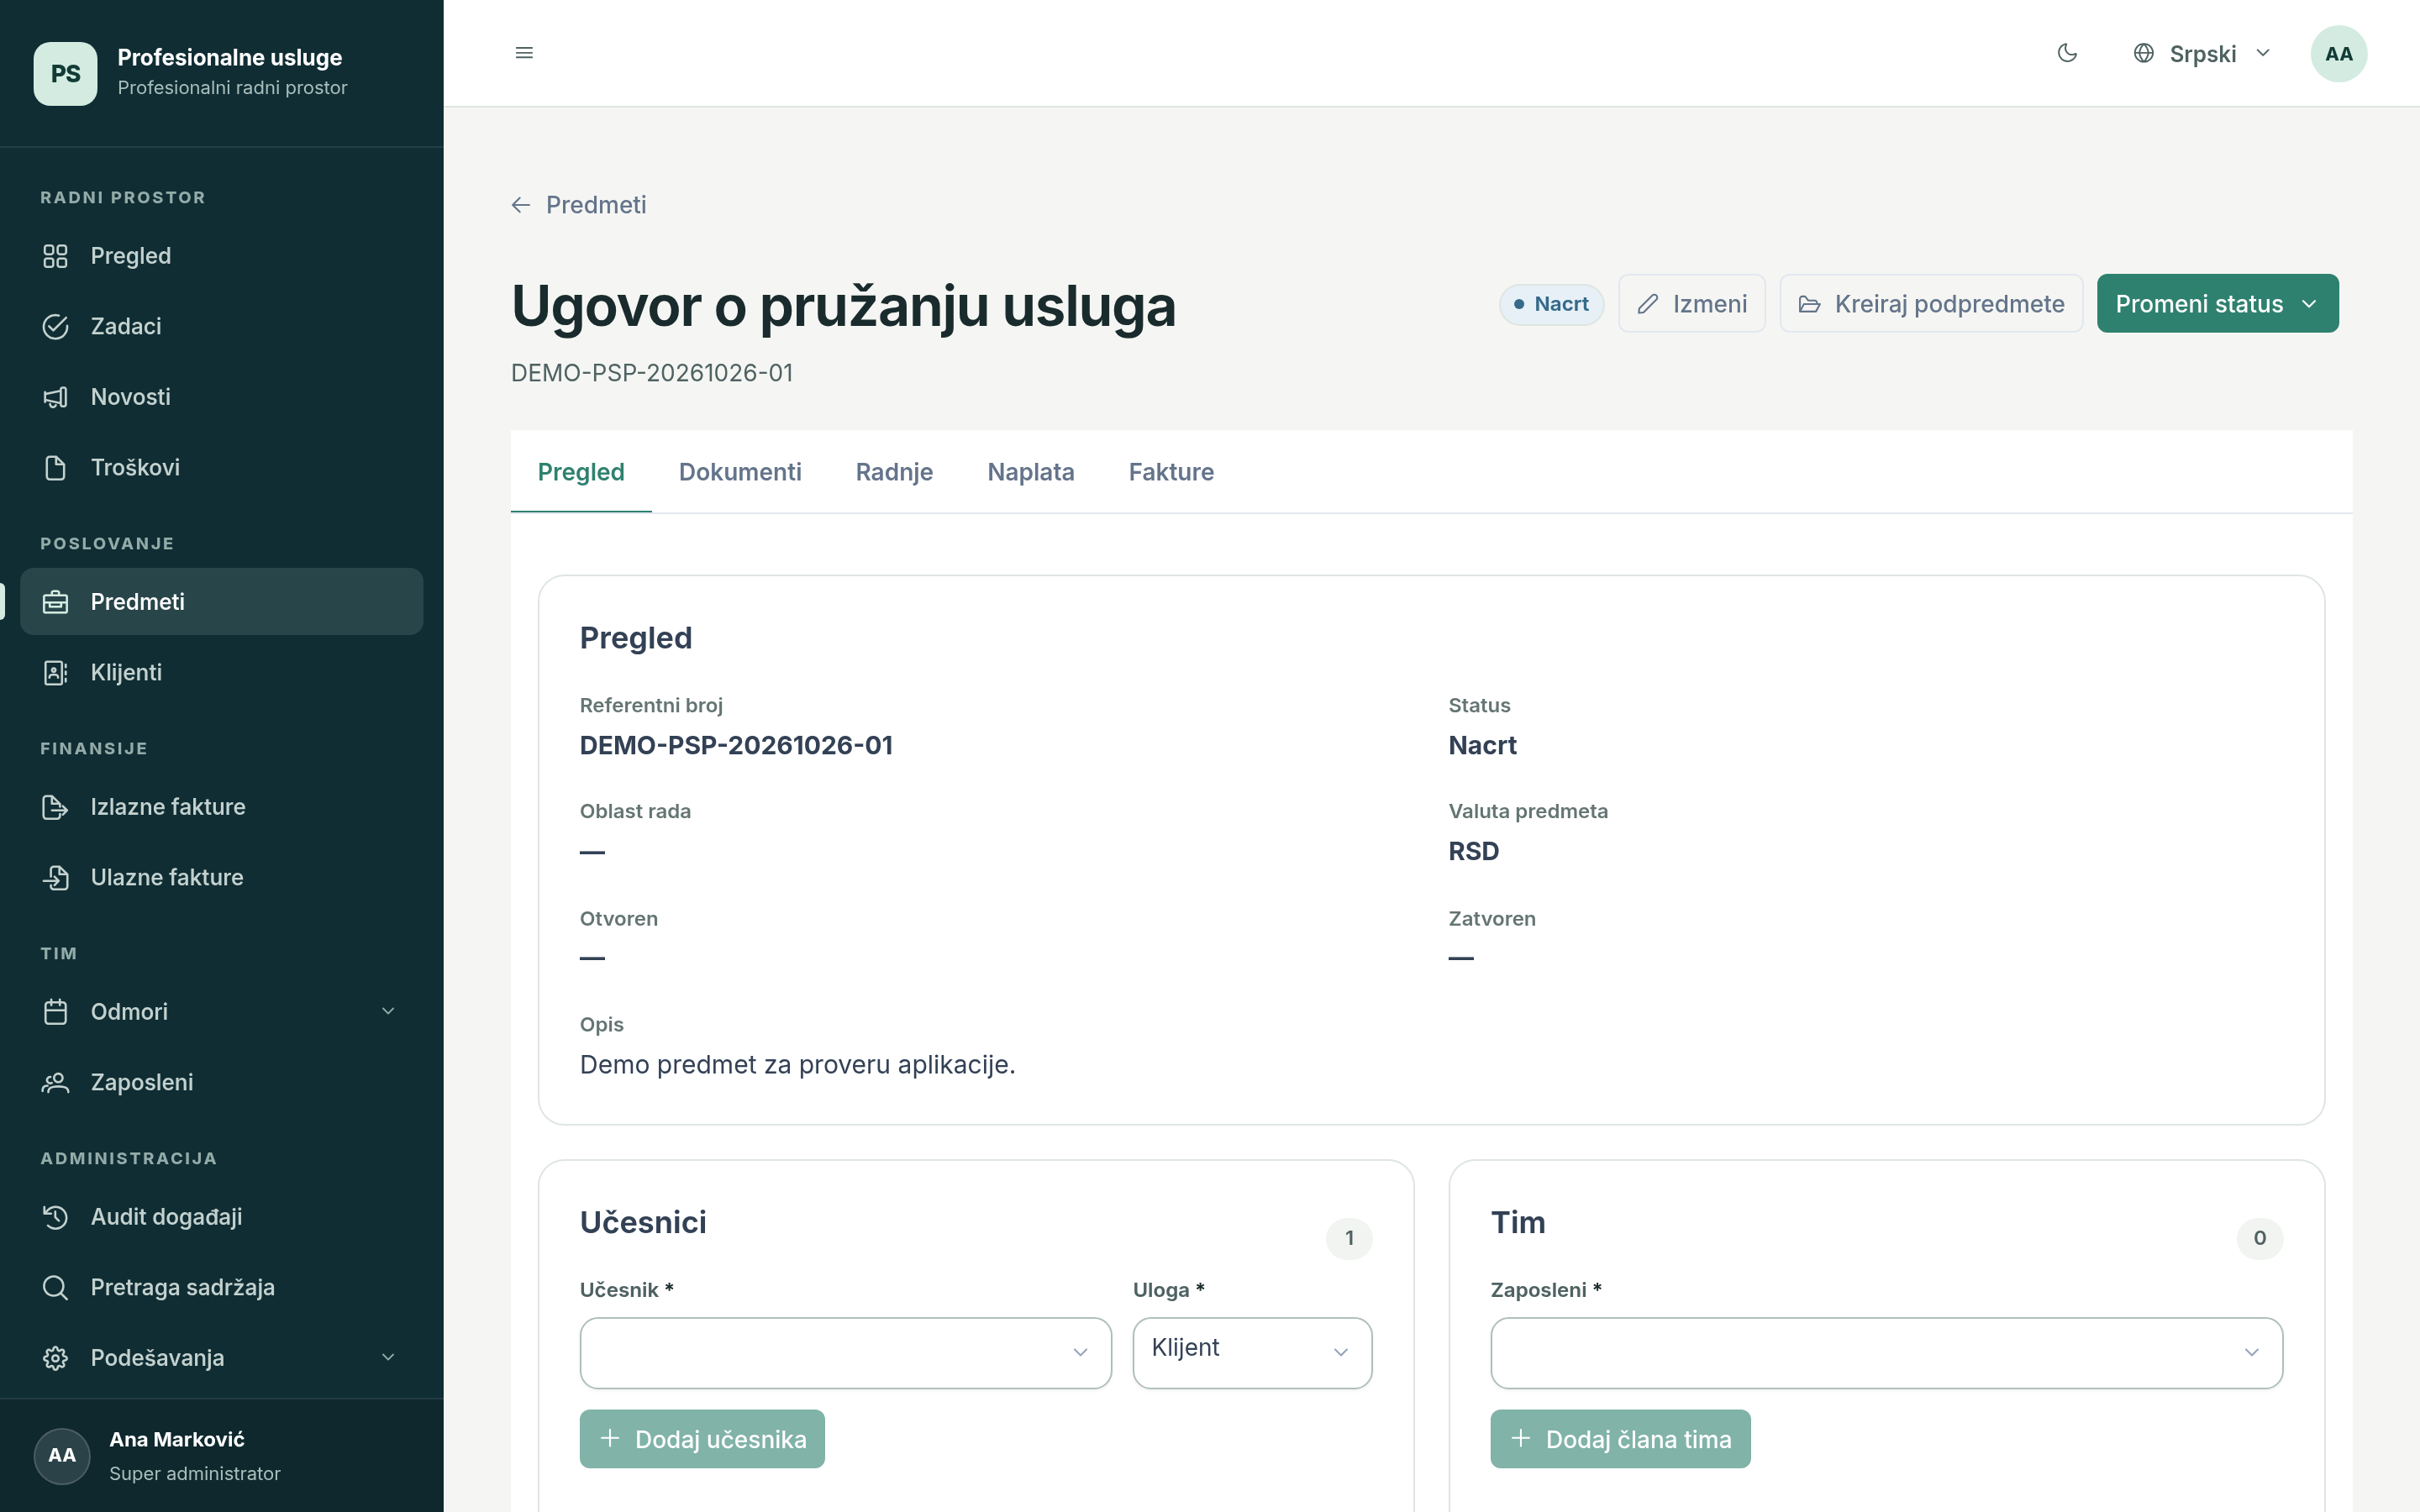 PS
Profesionalne usluge
Profesionalni radni prostor
RADNI PROSTOR
Pregled
Zadaci
Novosti
Troškovi
POSLOVANJE
Predmeti
Klijenti
FINANSIJE
Izlazne fakture
Ulazne fakture
TIM
Odmori
Zaposleni
ADMINISTRACIJA
Audit događaji
Pretraga sadržaja
Podešavanja
AA
Ana Marković
Super administrator
Srpski
AA
Predmeti
Ugovor o pružanju usluga
Nacrt
Izmeni
Kreiraj podpredmete
Promeni status
DEMO-PSP-20261026-01
Pregled Dokumenti Radnje Naplata Fakture
Pregled
Referentni broj
DEMO-PSP-20261026-01
Status
Nacrt
Oblast rada
—
Valuta predmeta
RSD
Otvoren
—
Zatvoren
—
Opis
Demo predmet za proveru aplikacije.
Učesnici
1
Učesnik *
Uloga *
Klijent
Dodaj učesnika
Tim
0
Zaposleni *
Dodaj člana tima